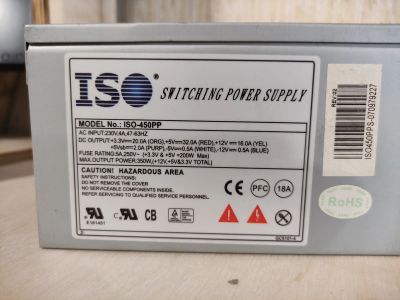 ISO SWITCHING POWER SUPPLY
MODEL No.: ISO-450PP
AC INPUT:230V,4A,47-63HZ
DC OUTPUT:+3.3V=20.0A (ORG),+5V=32.0A (RED),+12V=16.0A (YEL)
+5Vsb=2.0A (PURP),-5V=0.5A (WHITE),-12V=0.5A (BLUE)
FUSE RATING:5A,250V~ (+3.3V & +5V =200W Max)
MAX.OUTPUT POWER:350W,(+12V,+5V&3.3V TOTAL)
CAUTION! HAZARDOUS AREA
DO NOT REMOVE THIS COVER
NO SERVICEABLE COMPONENTS INSIDE.
REFER SERVICING TO QUALIFIED SERVICE PERSONNEL.
CE PFC 18A
CB
E161451
REV:02
ISO450PPS-070979227
RoHS